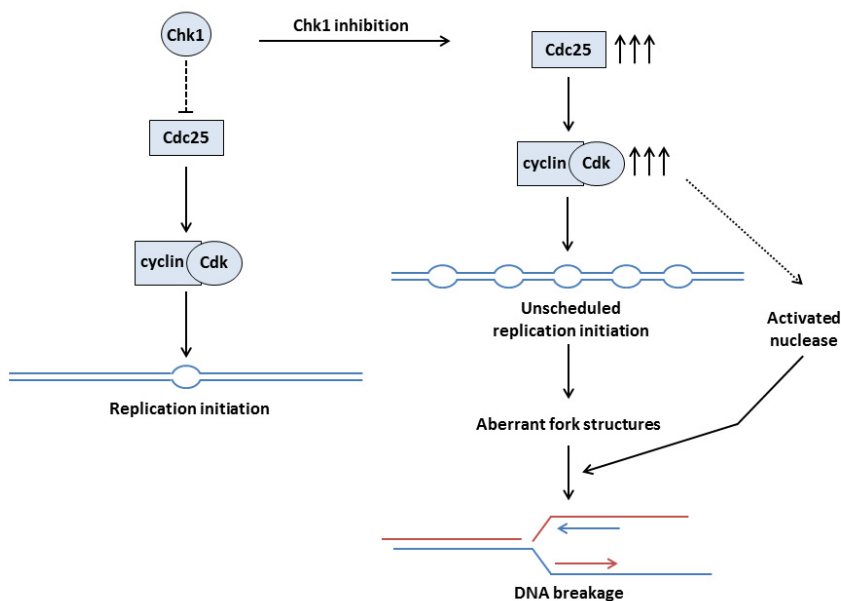 Chk1
Chk1 inhibition
Cdc25
Cdc25
cyclin
Cdk
cyclin
Cdk
Replication initiation
Unscheduled
replication initiation
Activated
nuclease
Aberrant fork structures
DNA breakage